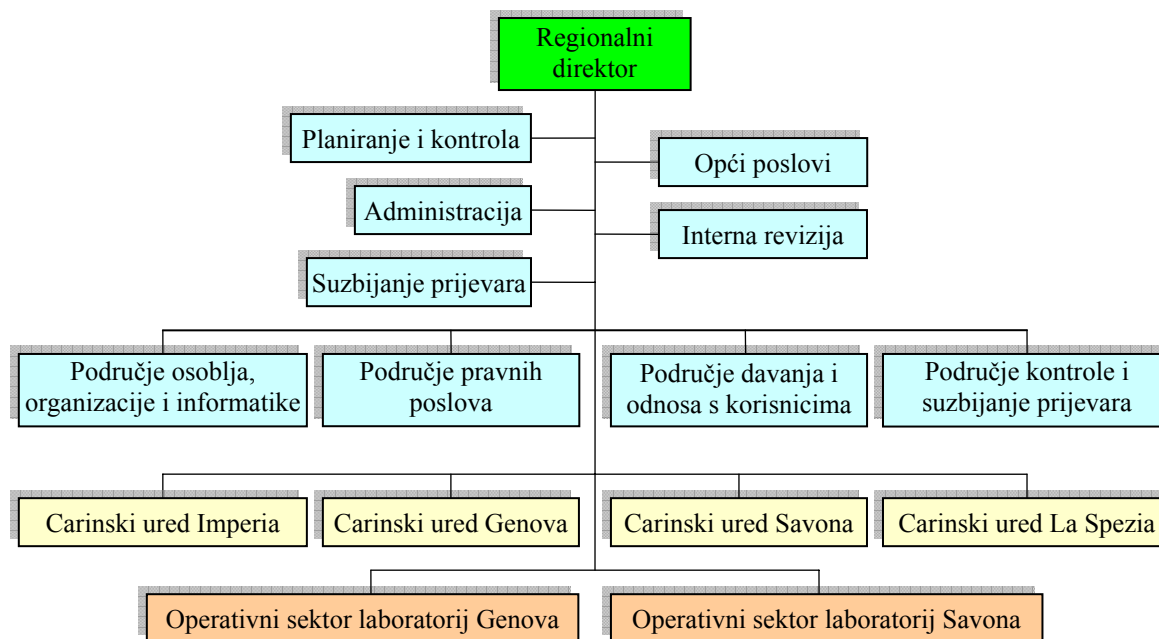 Regionalni
direktor
Planiranje i kontrola
Opći poslovi
Administracija
Interna revizija
Suzbijanje prijevara
Područje osoblja,
organizacije i informatike
Područje pravnih
poslova
Područje davanja i
odnosa s korisnicima
Područje kontrole i
suzbijanje prijevara
Carinski ured Imperia
Carinski ured Genova
Carinski ured Savona
Carinski ured La Spezia
Operativni sektor laboratorij Genova
Operativni sektor laboratorij Savona